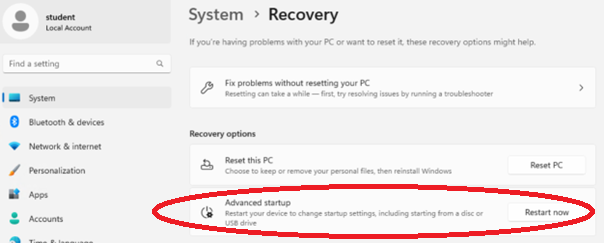 student
Local Account
Find a setting
System
Bluetooth & devices
Network & internet
Personalization
Apps
Accounts
Time & language
System > Recovery
If you're having problems with your PC or want to reset it, these recovery options might help.
Fix problems without resetting your PC
Resetting can take a while — first, try resolving issues by running a troubleshooter
Recovery options
Reset this PC
Choose to keep or remove your personal files, then reinstall Windows
Reset PC
Advanced startup
Restart your device to change startup settings, including starting from a disc or
USB drive
Restart now